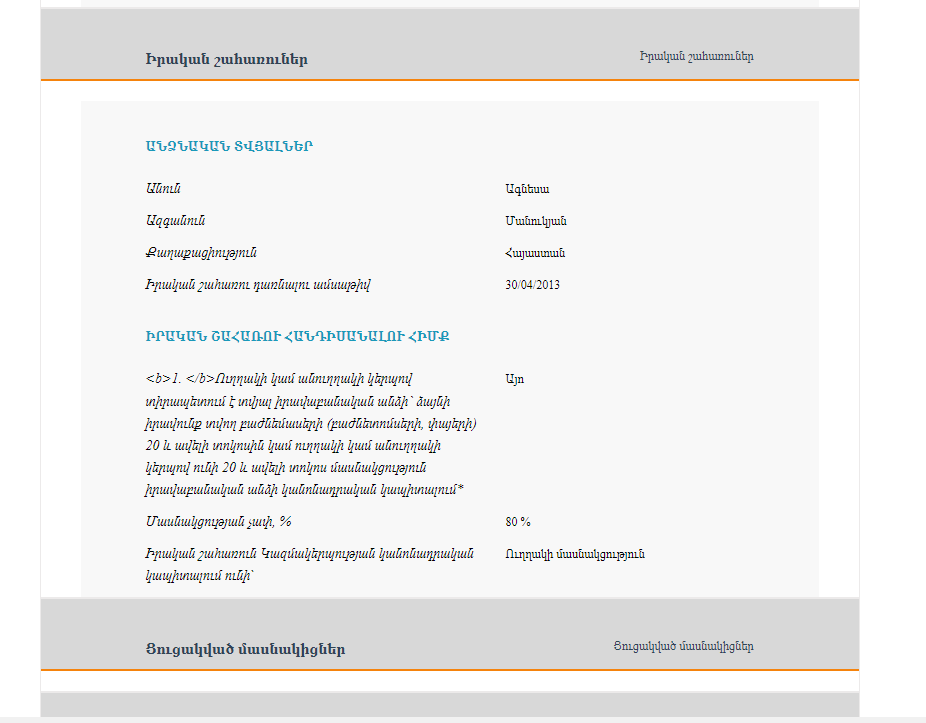 Իրական շահառուներ
Իրական շահառուներ
ԱՆՁՆԱԿԱՆ ՏՎՅԱԼՆԵՐ
Անուն
Ագնեսա
Ազգանուն
Մանուկյան
Քաղաքացիություն
Հայաստան
Իրական շահառու դառնալու ամսաթիվ
30/04/2013
ԻՐԱԿԱՆ ՇԱՀԱՌՈՒ ՀԱՆԴԻՍԱՆԱԼՈՒ ՀԻՄՔ
<b>1. </b>Ուղղակի կամ անուղղակի կերպով
Այո
տիրապետում է տվյալ իրավաբանական անձի՝ ձայնի
իրավունք տվող բաժնեմասերի (բաժնետոմսերի, փայերի)
20 և ավելի տոկոսին կամ ուղղակի կամ անուղղակի
կերպով ունի 20 և ավելի տոկոս մասնակցություն
իրավաբանական անձի կանոնադրական կապիտալում*
Մասնակցության չափ, %
80 %
Իրական շահառուն Կազմակերպության կանոնադրական
Ուղղակի մասնակցություն
կապիտալում ունի՝
Ցուցակված մասնակիցներ
Ցուցակված մասնակիցներ